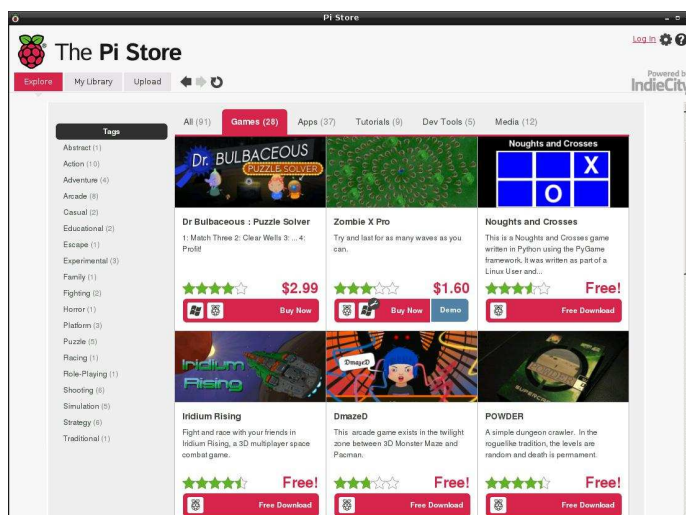 Pi Store
The Pi Store
Log In
Explore
My Library
Upload
Powered by
IndieCity
Tags
Abstract (1)
Action (10)
Adventure (4)
Arcade (8)
Casual (2)
Educational (2)
Escape (1)
Experimental (3)
Family (1)
Fighting (2)
Horror (1)
Platform (3)
Puzzle (5)
Racing (1)
Role-Playing (1)
Shooting (6)
Simulation (5)
Strategy (6)
Traditional (1)
All (91)
Games (28)
Apps (37)
Tutorials (9)
Dev Tools (5)
Media (12)
DR. BULBACEOUS
PUZZLE SOLVER
Dr Bulbaceous : Puzzle Solver
1: Match Three 2: Clear Wells 3: ... 4:
Profit!
$2.99
Buy Now
Zombie X Pro
Try and last for as many waves as you
can.
$1.60
Buy Now
Demo
Noughts and Crosses
X
O
Noughts and Crosses
This is a Noughts and Crosses game
written in Python using the PyGame
framework. It was written as part of a
Linux User and...
Free!
Free Download
Iridium
Rising
Iridium Rising
Fight and race with your friends in
Iridium Rising, a 3D multiplayer space
combat game.
Free!
Free Download
DmazeD
DmazeD
This arcade game exists in the twilight
zone between 3D Monster Maze and
Pacman.
Free!
Free Download
POWDER
A simple dungeon crawler. In the
roguelike tradition, the levels are
random and death is permament.
Free!
Free Download